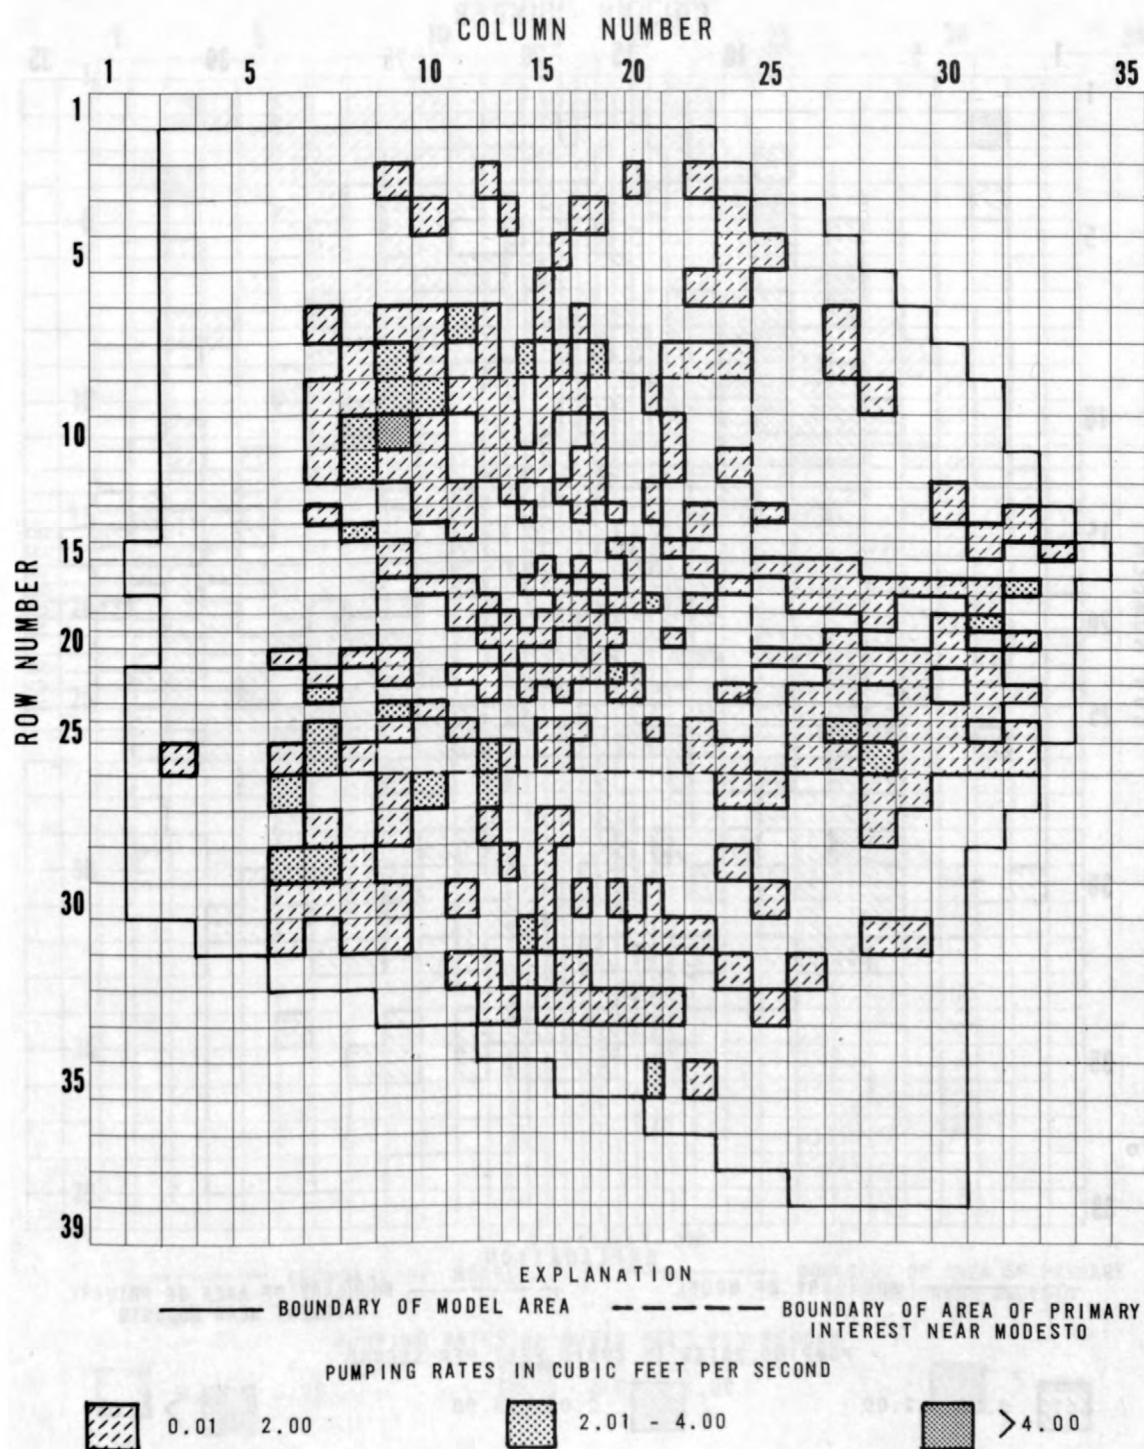 COLUMN NUMBER
1 5 10 15 20 25 30 35
1
5
10
15
20
25
30
35
39
ROW NUMBER
EXPLANATION
BOUNDARY OF MODEL AREA
BOUNDARY OF AREA OF PRIMARY
INTEREST NEAR MODESTO
PUMPING RATES IN CUBIC FEET PER SECOND
0.01 - 2.00
2.01 - 4.00
>4.00